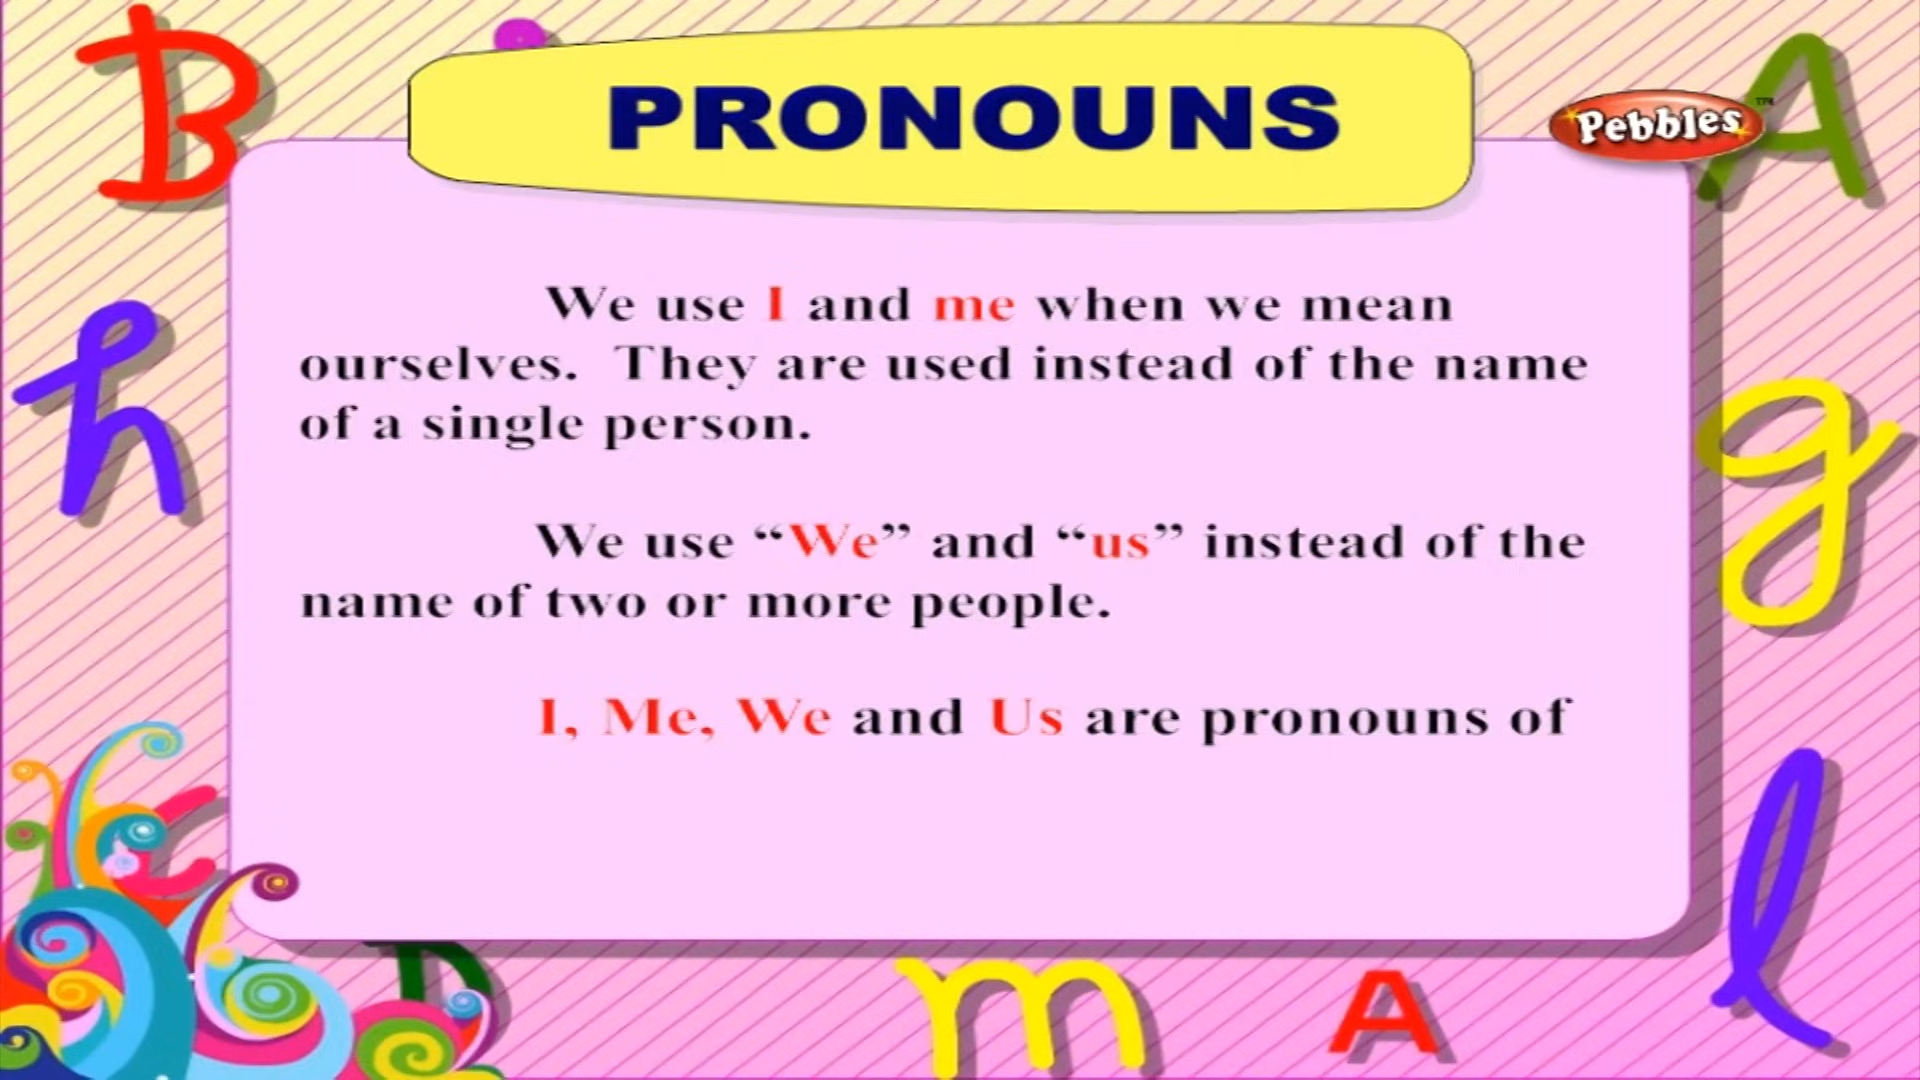 PRONOUNS
Pebbles™
We use I and me when we mean
ourselves. They are used instead of the name
of a single person.
We use “We” and “us” instead of the
name of two or more people.
I, Me, We and Us are pronouns of
B
A
h
g
l
D
m
A